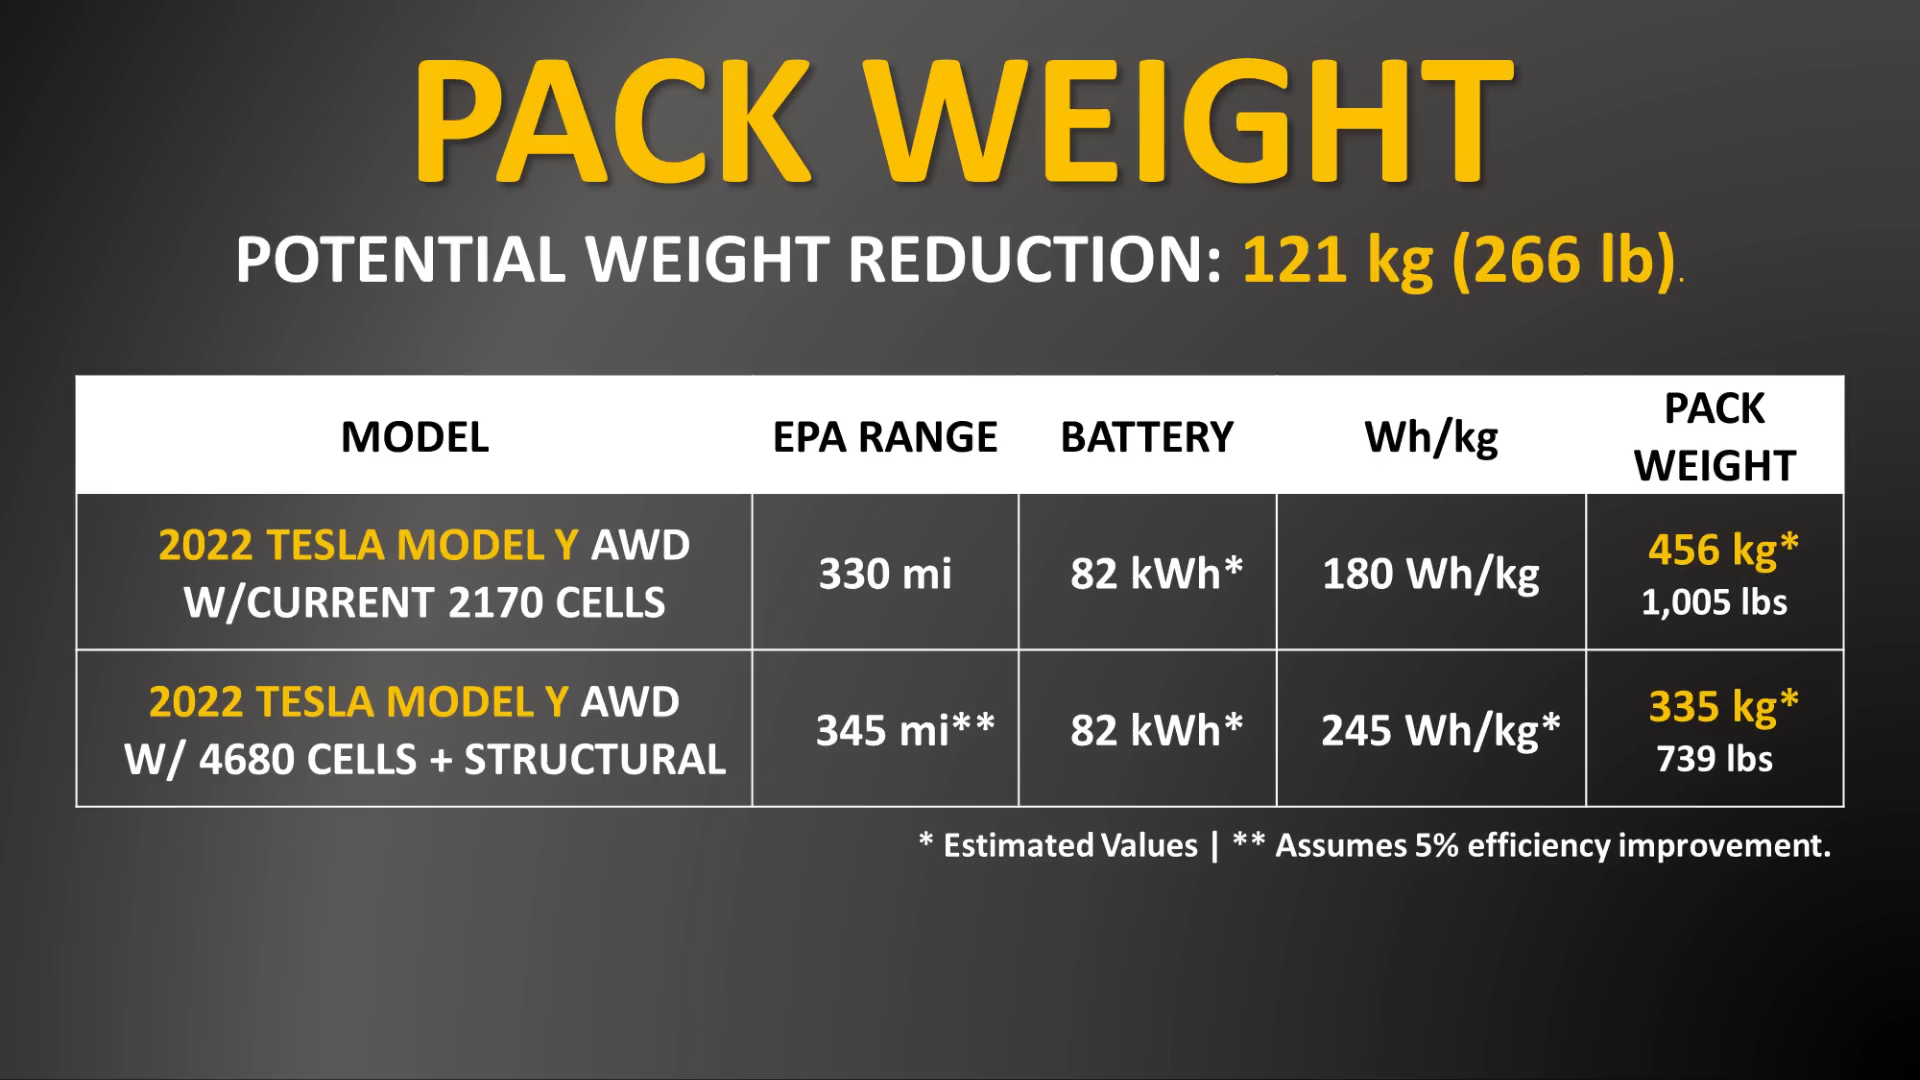 PACK WEIGHT
POTENTIAL WEIGHT REDUCTION: 121 kg (266 lb).
MODEL
EPA RANGE
BATTERY
Wh/kg
PACK
WEIGHT
2022 TESLA MODEL Y AWD
W/CURRENT 2170 CELLS
330 mi
82 kWh*
180 Wh/kg
456 kg*
1,005 lbs
2022 TESLA MODEL Y AWD
W/ 4680 CELLS + STRUCTURAL
345 mi**
82 kWh*
245 Wh/kg*
335 kg*
739 lbs
* Estimated Values | ** Assumes 5% efficiency improvement.